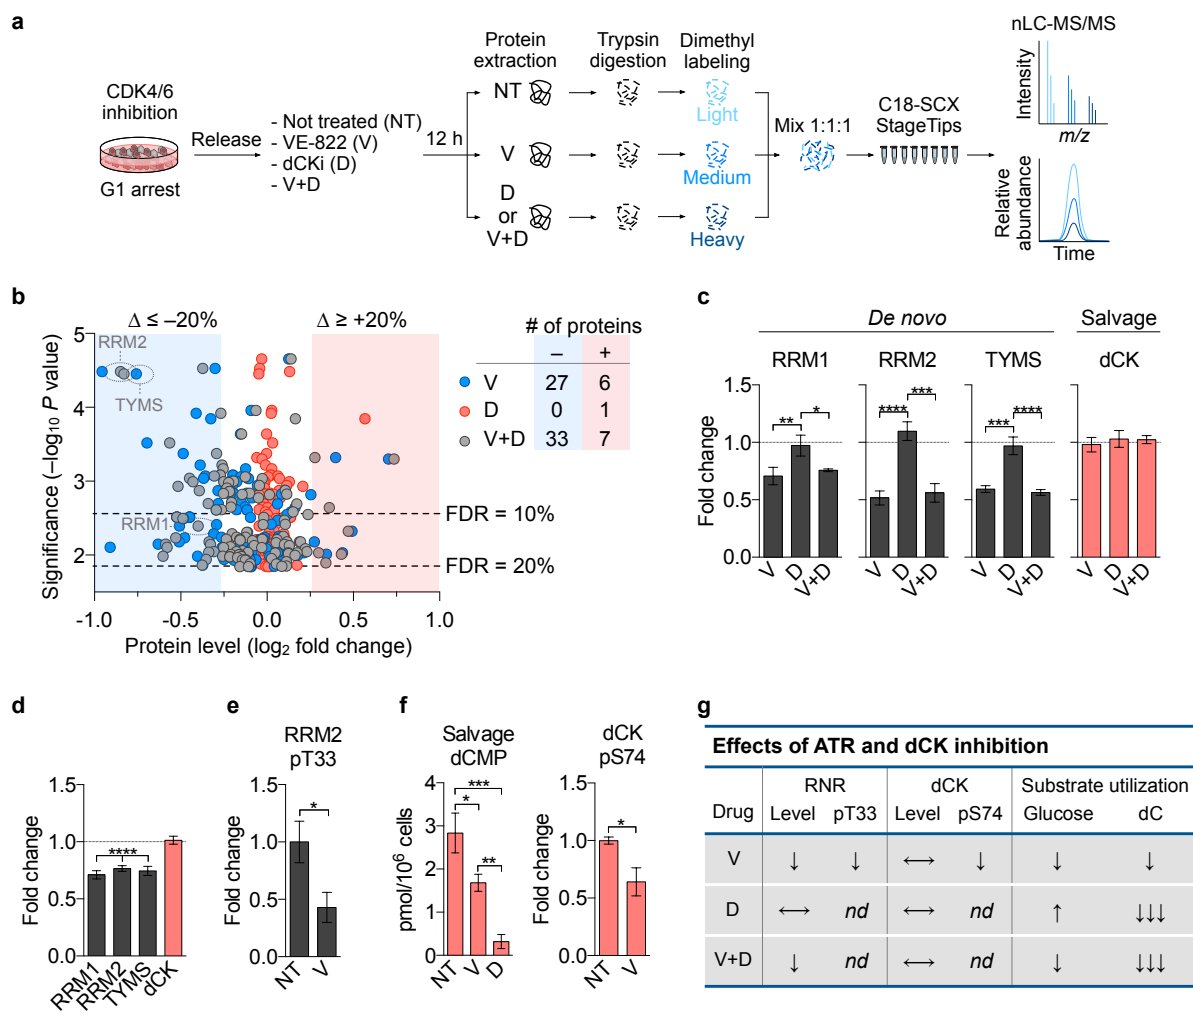 a
CDK4/6
inhibition
G1 arrest
Release
- Not treated (NT)
- VE-822 (V)
- dCKi (D)
- V+D
12 h
Protein
extraction
Trypsin
digestion
Dimethyl
labeling
NT
Light
V
Medium
D
or
V+D
Heavy
Mix 1:1:1
C18-SCX
StageTips
nLC-MS/MS
Intensity
m/z
Relative
abundance
Time
b
Δ ≤ –20%
Δ ≥ +20%
Significance (–log10 P value)
5
4
3
2
RRM2
TYMS
RRM1
FDR = 10%
FDR = 20%
-1.0
-0.5
0.0
0.5
1.0
Protein level (log2 fold change)
# of proteins
– +
V 27 6
D 0 1
V+D 33 7
c
De novo
Salvage
RRM1
RRM2
TYMS
dCK
Fold change
1.5
1.0
0.5
0.0
** *
**** ***
*** ****
V D V+D
V D V+D
V D V+D
V D V+D
d
Fold change
1.5
1.0
0.5
0.0
****
RRM1 RRM2 TYMS dCK
e
RRM2
pT33
Fold change
1.5
1.0
0.5
0.0
*
NT V
f
Salvage
dCMP
pmol/10^6 cells
4
3
2
1
0
***
*
**
NT V D
dCK
pS74
Fold change
1.5
1.0
0.5
0.0
*
NT V
g
Effects of ATR and dCK inhibition
RNR dCK Substrate utilization
Drug Level pT33 Level pS74 Glucose dC
V ↓ ↓ ↔ ↓ ↓ ↓
D ↔ nd ↔ nd ↑ ↓↓↓
V+D ↓ nd ↔ nd ↓ ↓↓↓